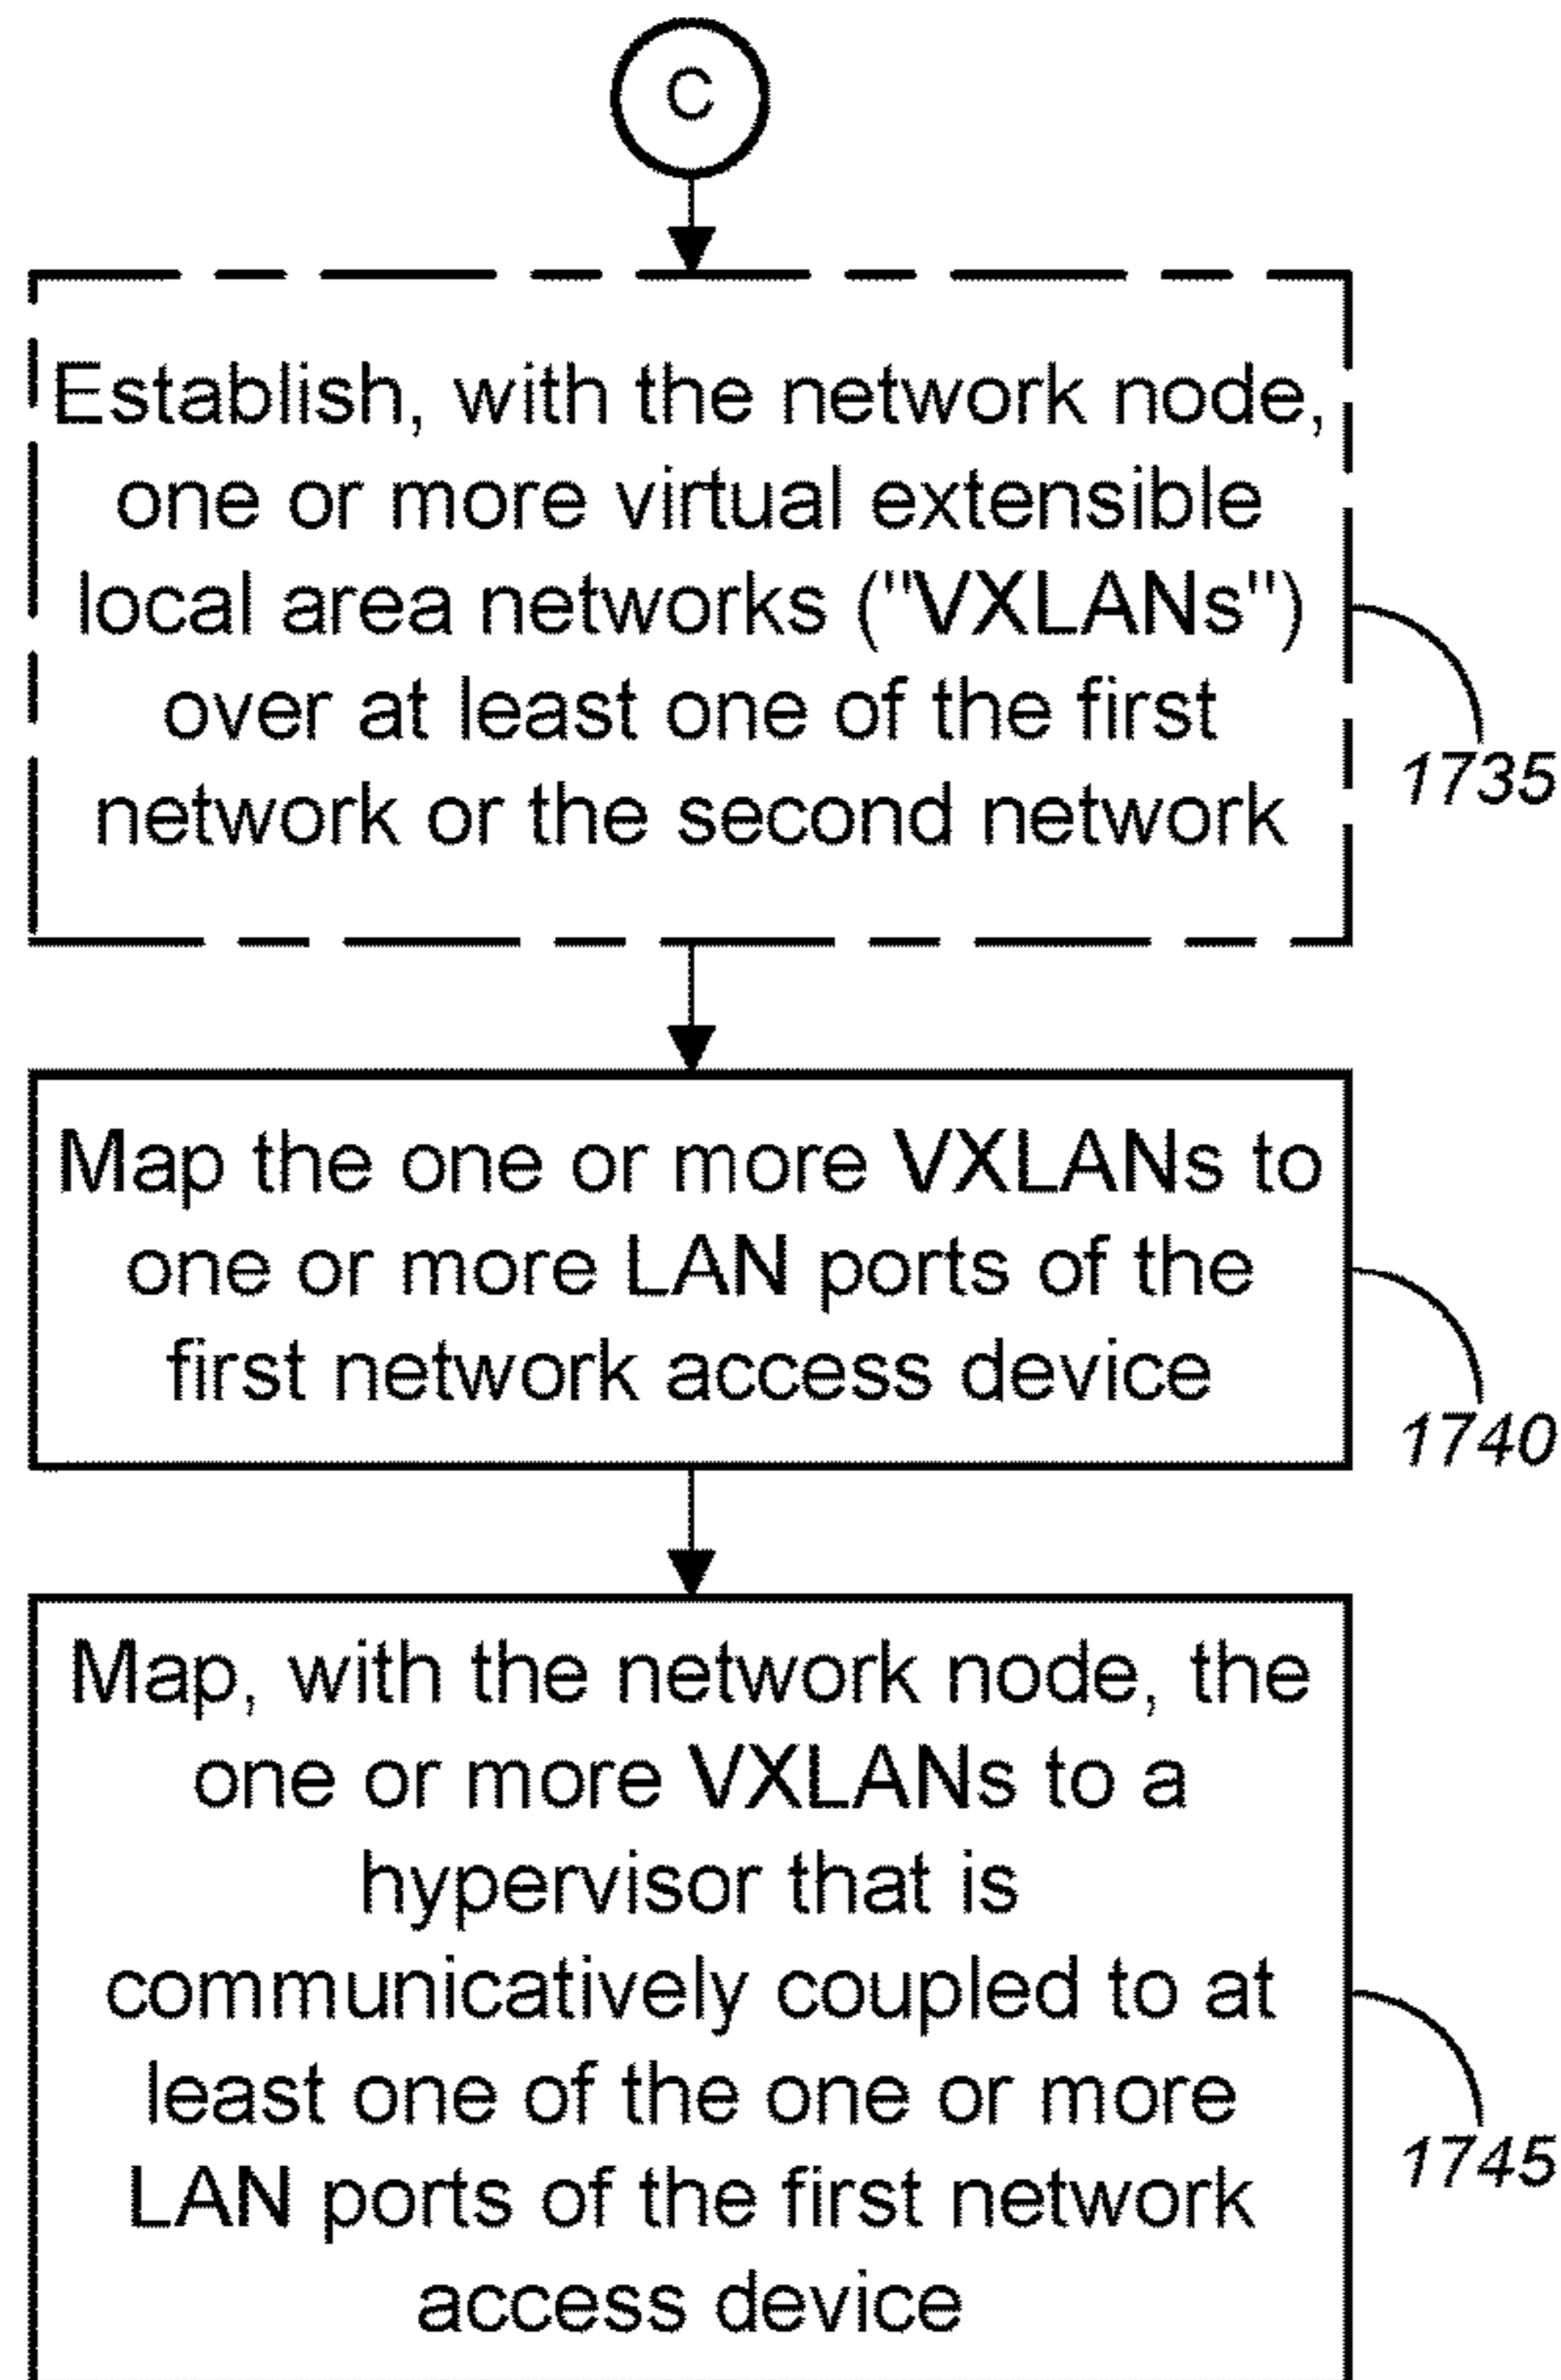 C
Establish, with the network node,
one or more virtual extensible
local area networks ("VXLANs")
over at least one of the first
network or the second network
1735
Map the one or more VXLANs to
one or more LAN ports of the
first network access device
1740
Map, with the network node, the
one or more VXLANs to a
hypervisor that is
communicatively coupled to at
least one of the one or more
LAN ports of the first network
access device
1745